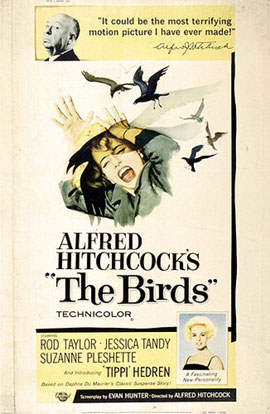 "It could be the most terrifying
motion picture I have ever made!"
Alfred Hitchcock
ALFRED
HITCHCOCK'S
"The Birds"
TECHNICOLOR
STARRING
ROD TAYLOR • JESSICA TANDY
SUZANNE PLESHETTE
And Introducing 'TIPPI' HEDREN
Based on Daphne Du Maurier's Classic Suspense Story!
A Fascinating
New Personality
Screenplay by EVAN HUNTER • Directed by ALFRED HITCHCOCK